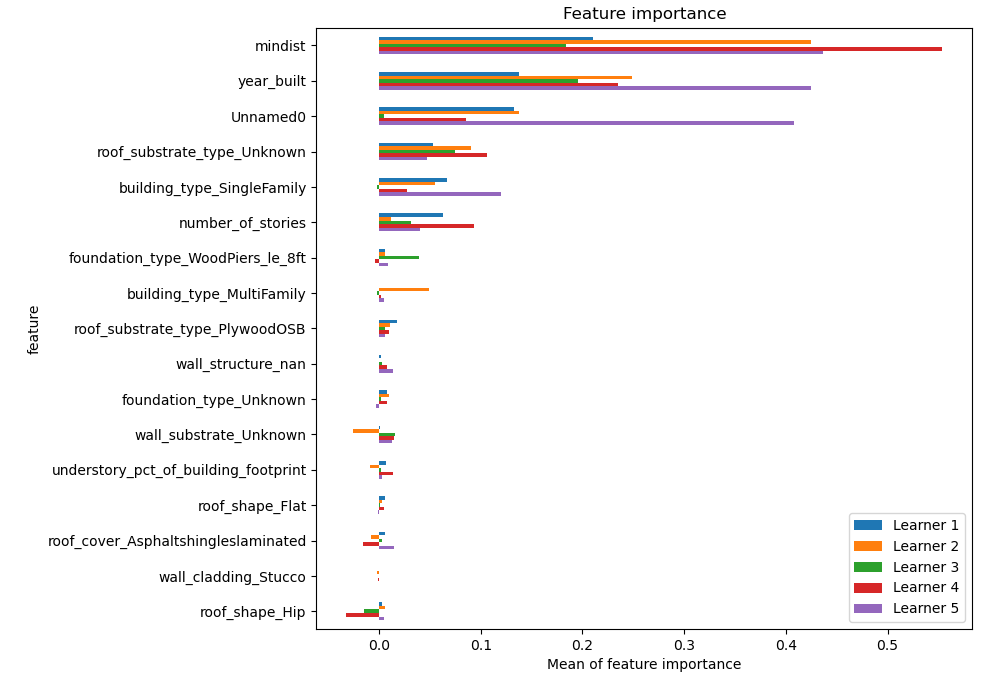 Feature importance
mindist
year_built
Unnamed0
roof_substrate_type_Unknown
building_type_SingleFamily
number_of_stories
foundation_type_WoodPiers_le_8ft
building_type_MultiFamily
roof_substrate_type_PlywoodOSB
wall_structure_nan
foundation_type_Unknown
wall_substrate_Unknown
understory_pct_of_building_footprint
roof_shape_Flat
roof_cover_Asphaltshingleslaminated
wall_cladding_Stucco
roof_shape_Hip
feature
Learner 1
Learner 2
Learner 3
Learner 4
Learner 5
0.0 0.1 0.2 0.3 0.4 0.5
Mean of feature importance